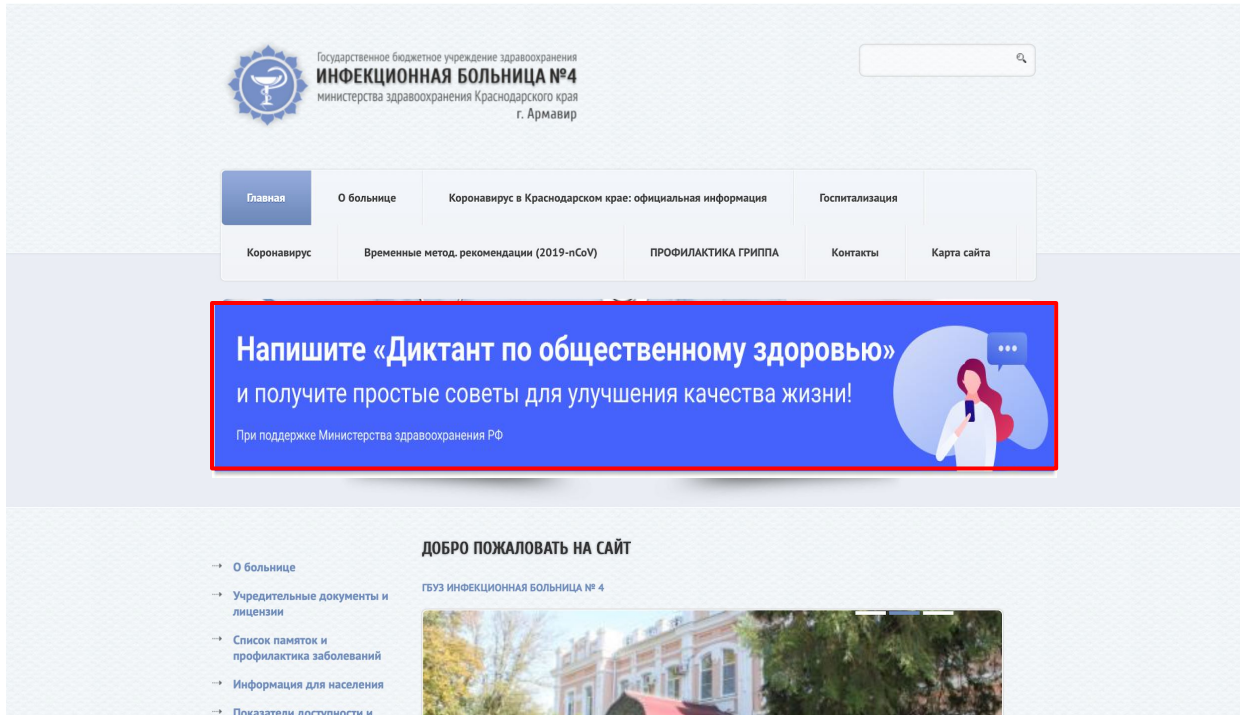 Государственное бюджетное учреждение здравоохранения
ИНФЕКЦИОННАЯ БОЛЬНИЦА №4
министерства здравоохранения Краснодарского края
г. Армавир
Главная
О больнице
Коронавирус в Краснодарском крае: официальная информация
Госпитализация
Коронавирус
Временные метод. рекомендации (2019-nCoV)
ПРОФИЛАКТИКА ГРИППА
Контакты
Карта сайта
Напишите «Диктант по общественному здоровью»
и получите простые советы для улучшения качества жизни!
При поддержке Министерства здравоохранения РФ
ДОБРО ПОЖАЛОВАТЬ НА САЙТ
ГБУЗ ИНФЕКЦИОННАЯ БОЛЬНИЦА № 4
О больнице
Учредительные документы и
лицензии
Список памяток и
профилактика заболеваний
Информация для населения
Показатели доступности и